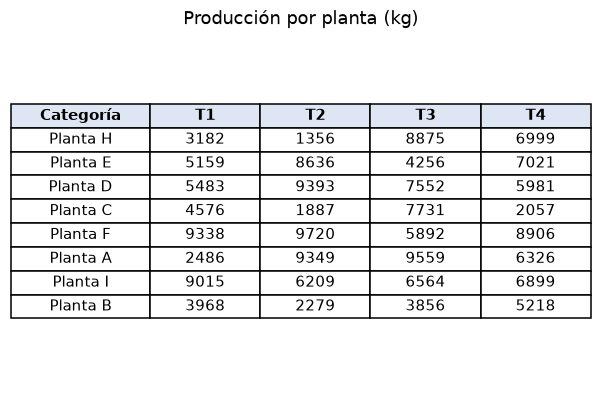 Producción por planta (kg)
Categoría T1 T2 T3 T4
Planta H 3182 1356 8875 6999
Planta E 5159 8636 4256 7021
Planta D 5483 9393 7552 5981
Planta C 4576 1887 7731 2057
Planta F 9338 9720 5892 8906
Planta A 2486 9349 9559 6326
Planta I 9015 6209 6564 6899
Planta B 3968 2279 3856 5218